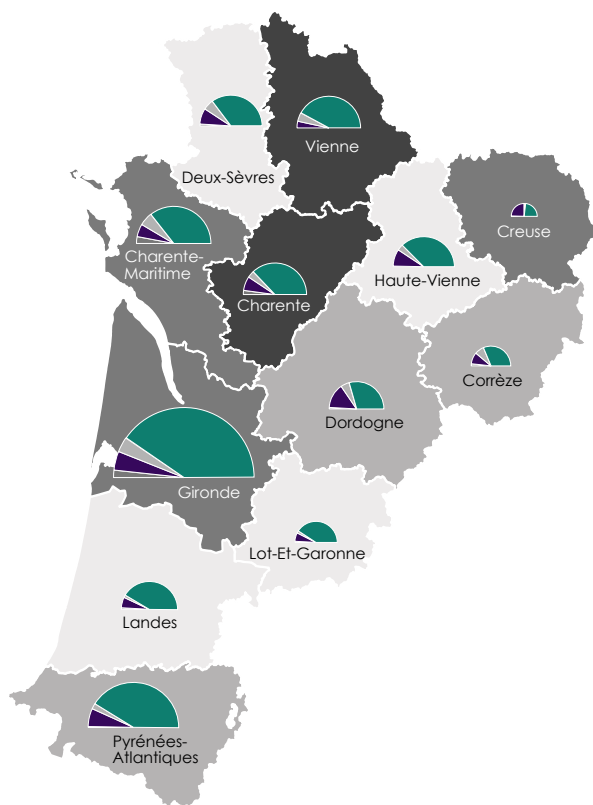 Vienne
Deux-Sèvres
Creuse
Charente-
Maritime
Haute-Vienne
Charente
Corrèze
Dordogne
Gironde
Lot-Et-Garonne
Landes
Pyrénées-
Atlantiques